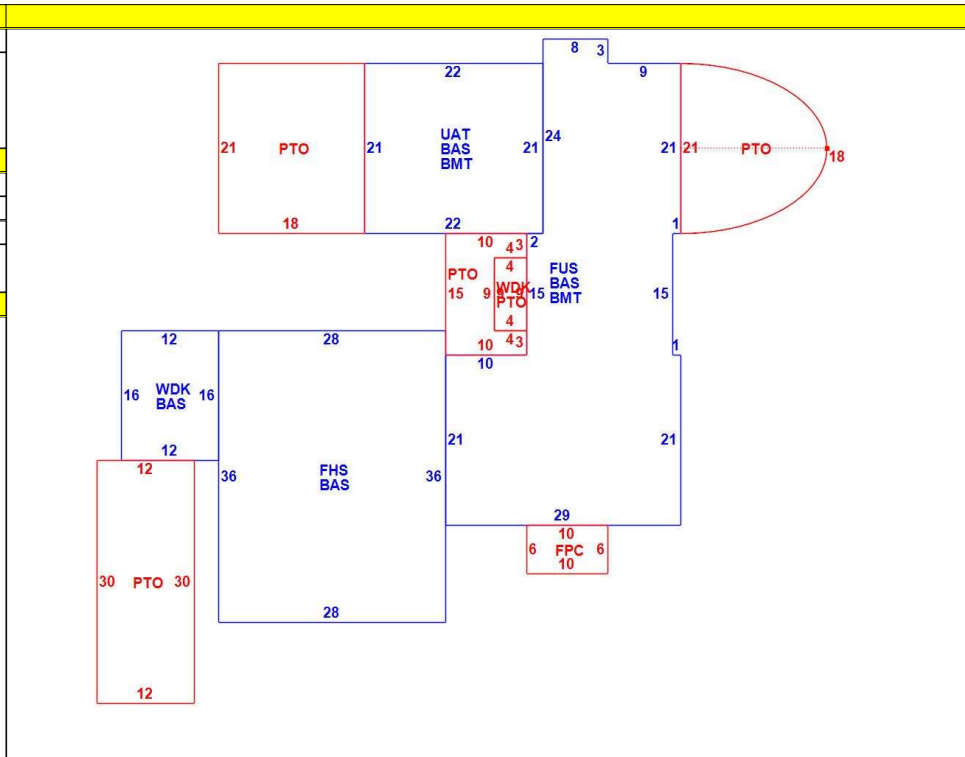 8 3
22 9
UAT
BAS
BMT
24
21 PTO 21 21 21 21 PTO 18
18 22 1
10 4 3 2
4
PTO FUS
BAS
BMT
WDK
PTO
15 9 9 9 15 15
4
10 4 3 1
10
12 28
16 WDK 16
BAS
12
12
21 21
36 FHS 36
BAS
29
10
6 FPC 6
10
30 PTO 30
28
12